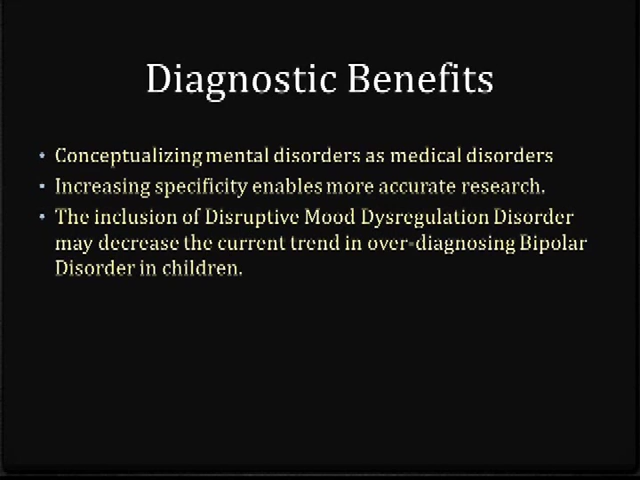 Diagnostic Benefits
• Conceptualizing mental disorders as medical disorders
• Increasing specificity enables more accurate research.
• The inclusion of Disruptive Mood Dysregulation Disorder
may decrease the current trend in over-diagnosing Bipolar
Disorder in children.